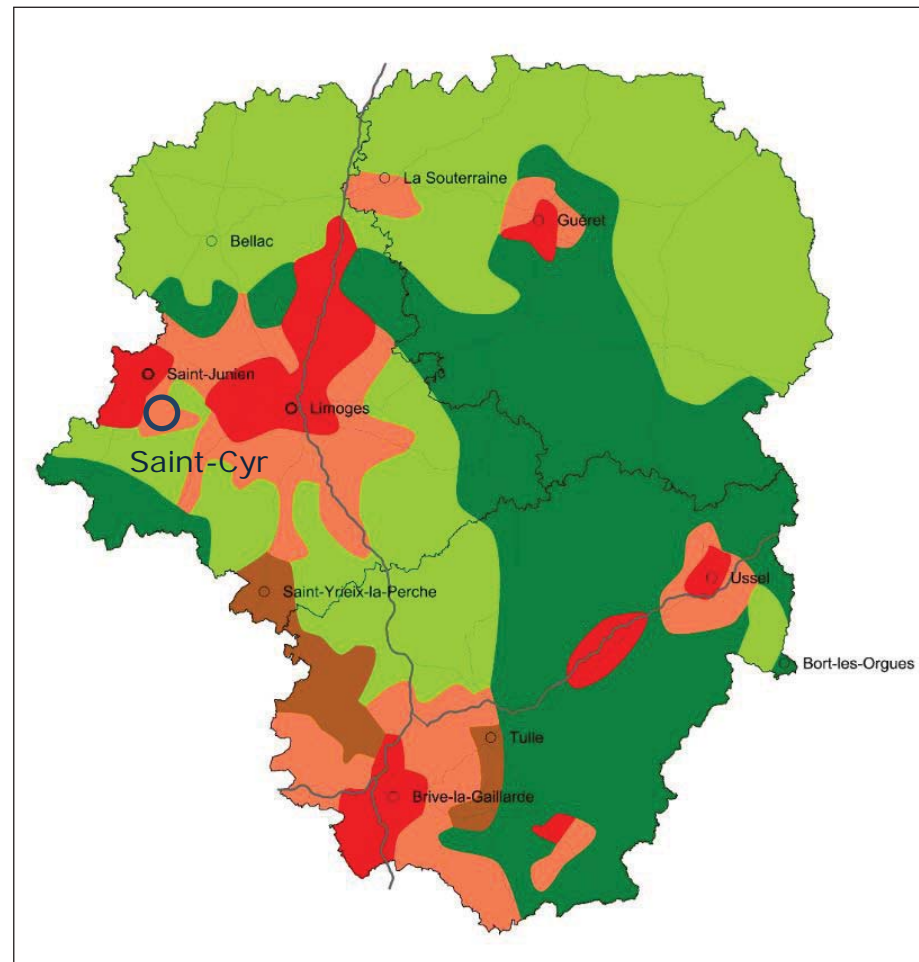 La Souterraine
Guéret
Bellac
Saint-Junien
Limoges
Saint-Cyr
Ussel
Saint-Yrieix-la-Perche
Bort-les-Orgues
Tulle
Brive-la-Gaillarde